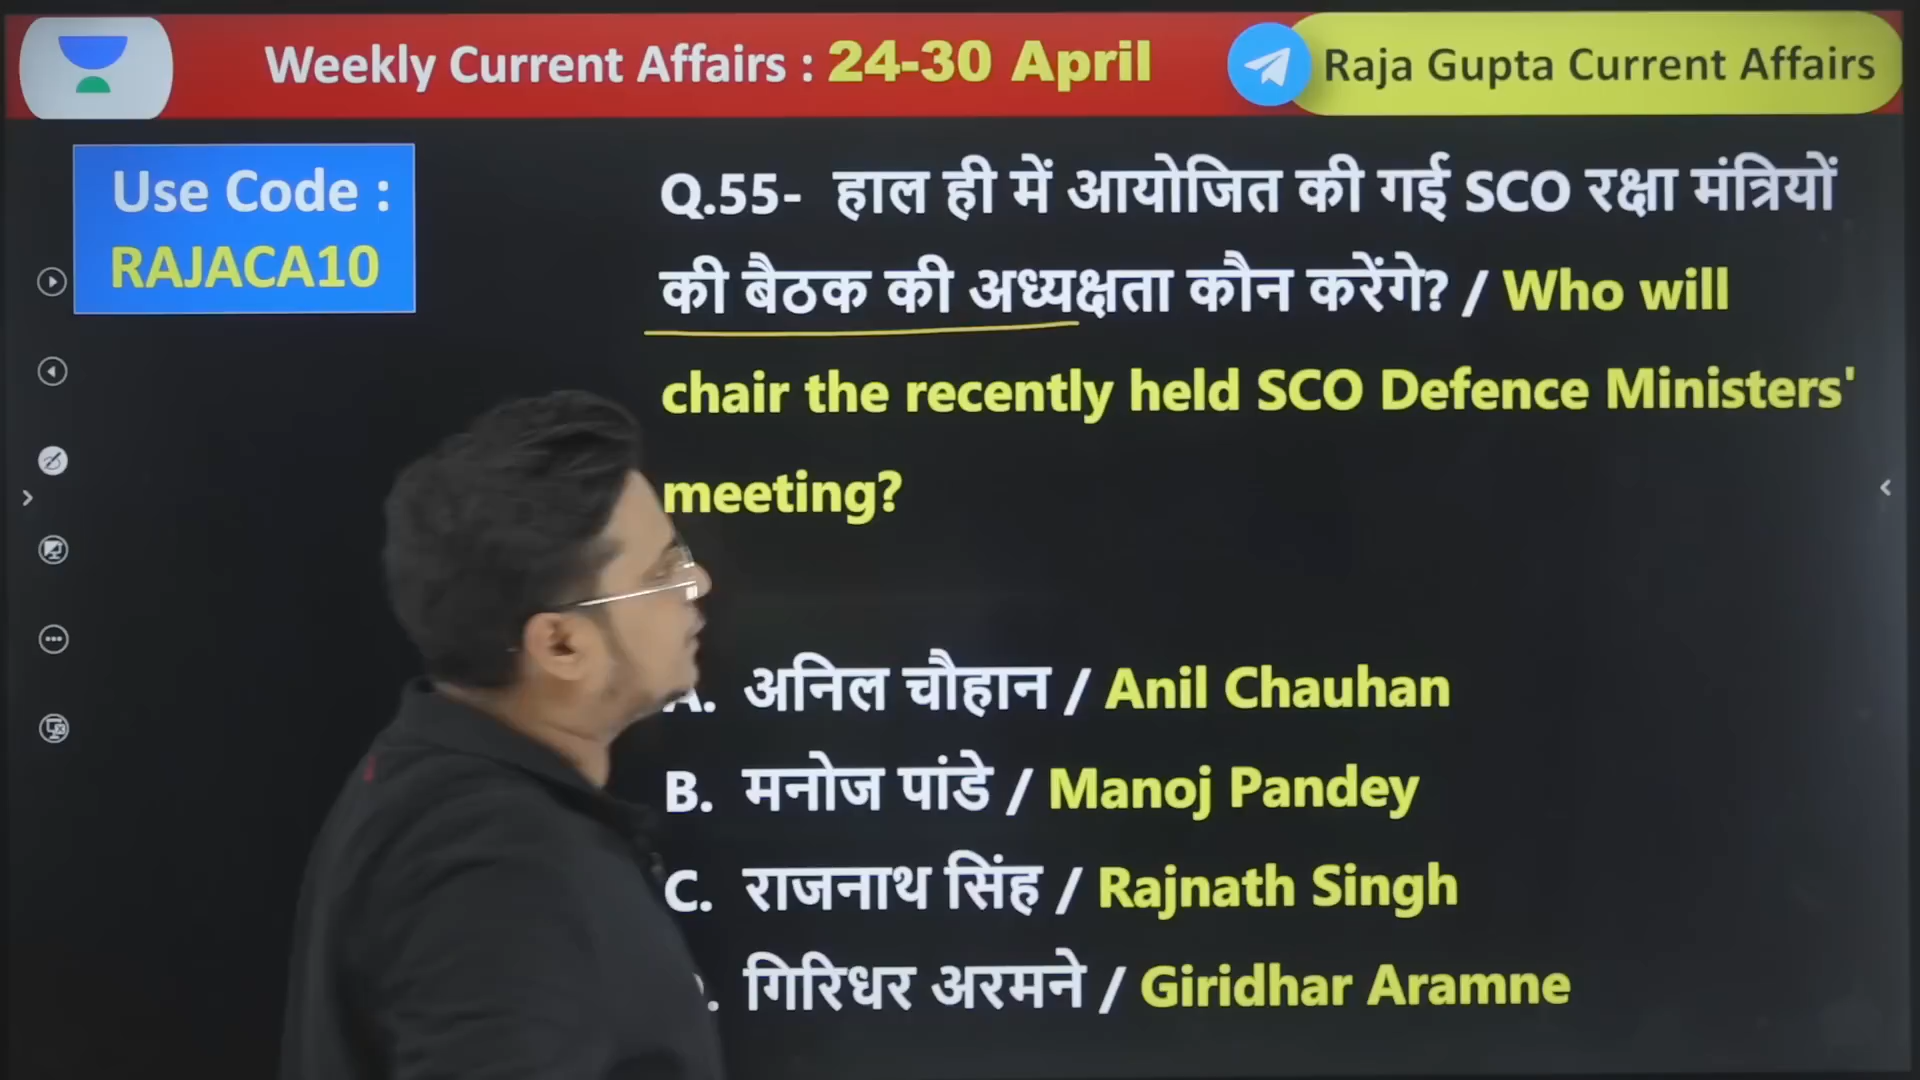 Weekly Current Affairs : 24-30 April
Raja Gupta Current Affairs
Use Code :
RAJACA10
Q.55- हाल ही में आयोजित की गई SCO रक्षा मंत्रियों
की बैठक की अध्यक्षता कौन करेंगे? / Who will
chair the recently held SCO Defence Ministers'
meeting?
A. अनिल चौहान / Anil Chauhan
B. मनोज पांडे / Manoj Pandey
C. राजनाथ सिंह / Rajnath Singh
. गिरिधर अरमने / Giridhar Aramne